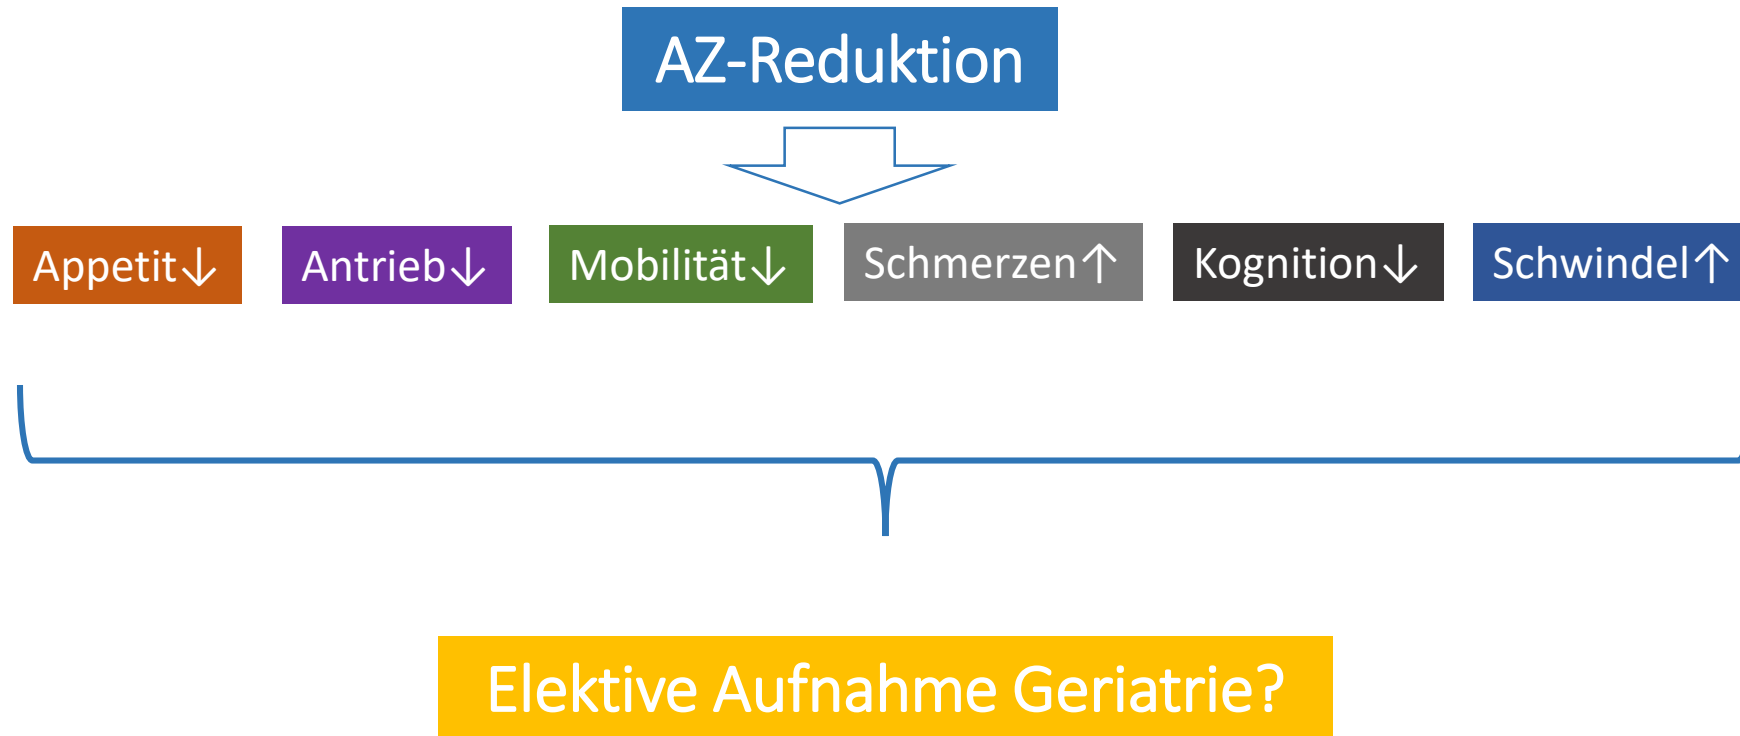 AZ-Reduktion
Appetit↓ Antrieb↓ Mobilität↓ Schmerzen↑ Kognition↓ Schwindel↑
Elektive Aufnahme Geriatrie?